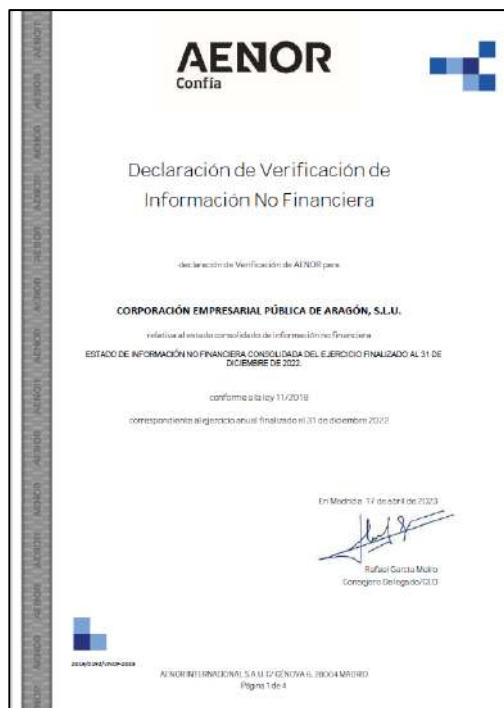 AENOR
Confía
Declaración de Verificación de
Información No Financiera
declaración de Verificación de AENOR para
CORPORACIÓN EMPRESARIAL PÚBLICA DE ARAGÓN, S.L.U.
relativa al estado consolidado de información no financiera
ESTADO DE INFORMACIÓN NO FINANCIERA CONSOLIDADA DEL EJERCICIO FINALIZADO AL 31 DE
DICIEMBRE DE 2022.
conforme a la ley 11/2018
correspondiente al ejercicio anual finalizado el 31 de diciembre 2022
En Madrid a 17 de abril de 2023
Rafael García Meiro
Consejero Delegado/CEO
AENOR INTERNACIONAL S.A.U. C/ GÉNOVA 6, 28004 MADRID
Página 1 de 4